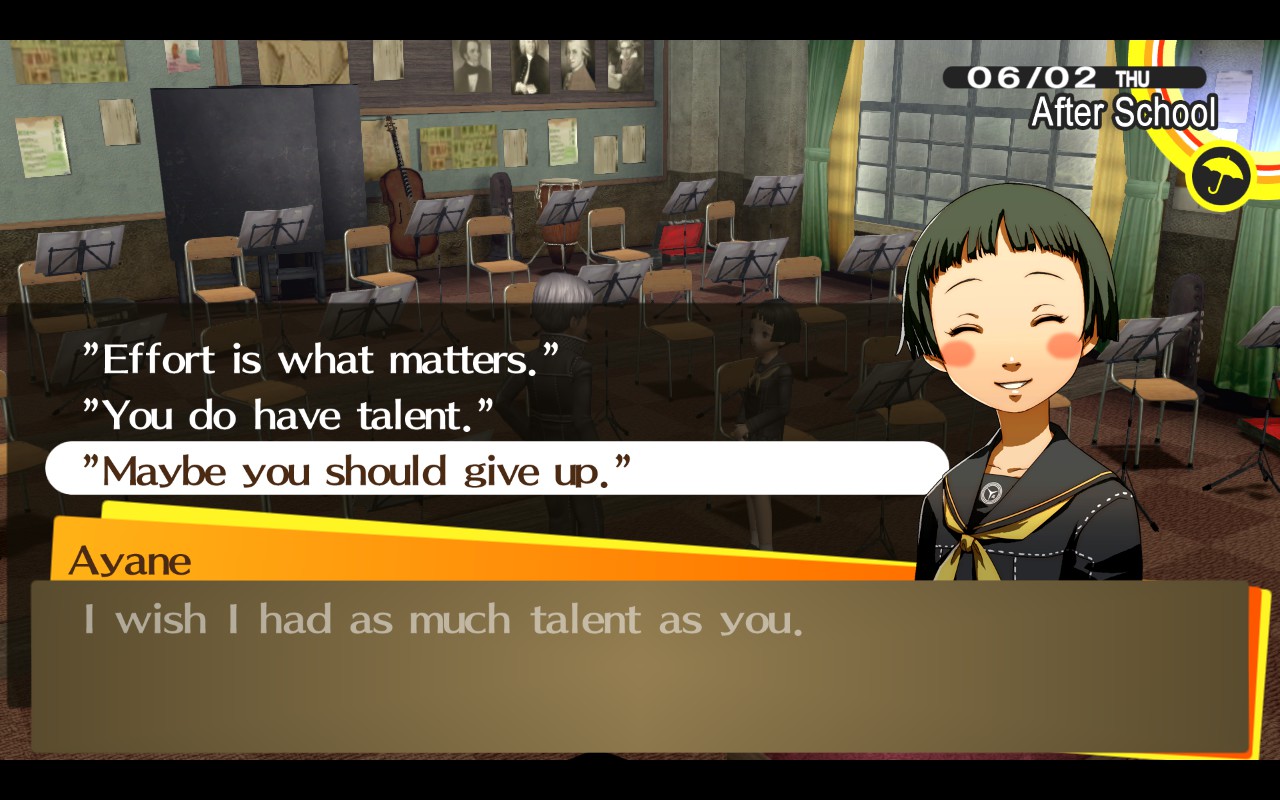 06/02 THU
After School
”Effort is what matters.”
”You do have talent.”
”Maybe you should give up.”
Ayane
I wish I had as much talent as you.